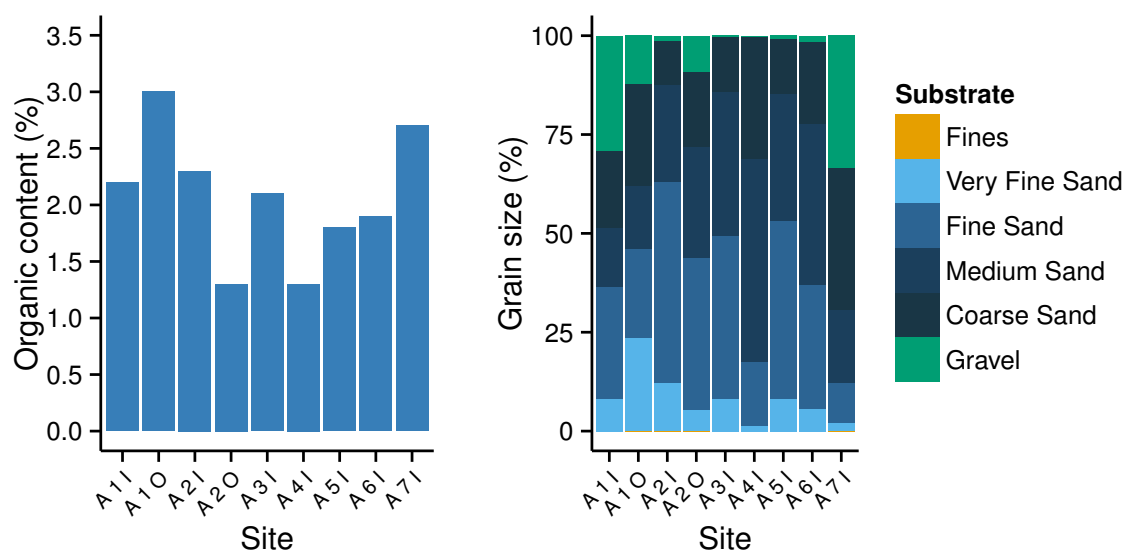 Organic content (%)
3.5
3.0
2.5
2.0
1.5
1.0
0.5
0.0
A1I
A1O
A2I
A2O
A3I
A4I
A5I
A6I
A7I
Site
Grain size (%)
100
75
50
25
0
A1I
A1O
A2I
A2O
A3I
A4I
A5I
A6I
A7I
Site
Substrate
Fines
Very Fine Sand
Fine Sand
Medium Sand
Coarse Sand
Gravel